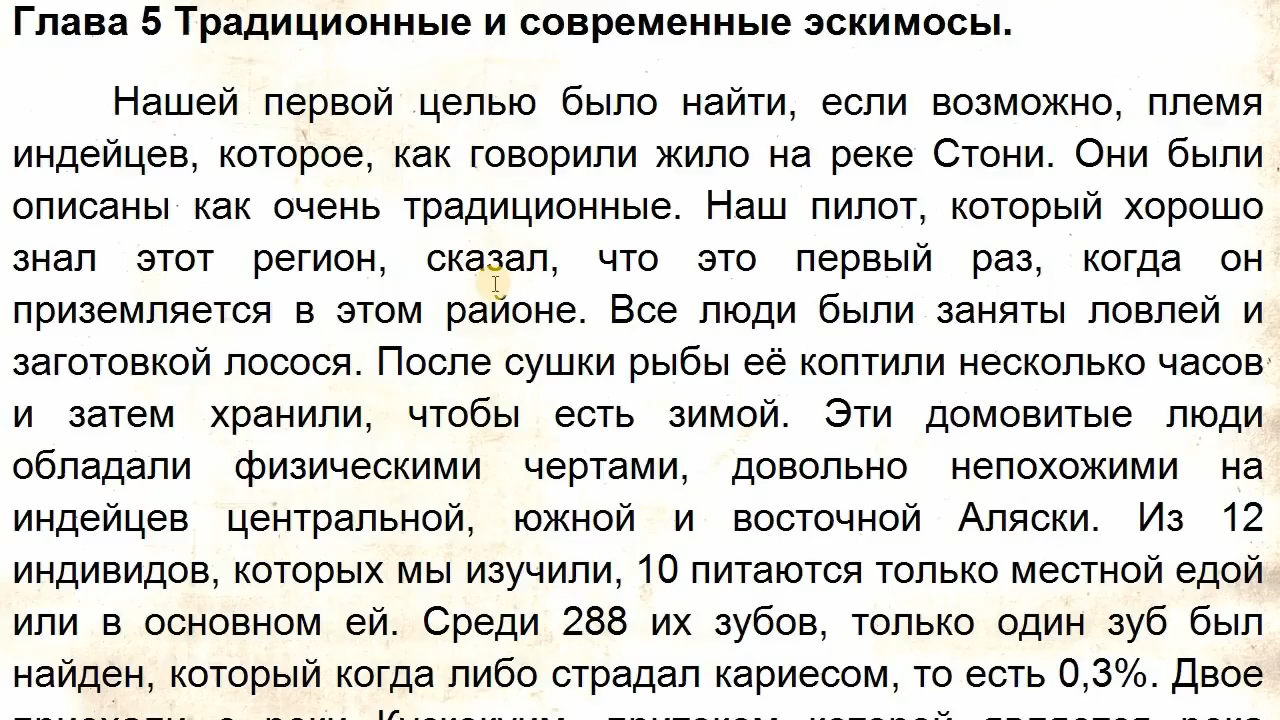 Глава 5 Традиционные и современные эскимосы.
Нашей первой целью было найти, если возможно, племя
индейцев, которое, как говорили жило на реке Стони. Они были
описаны как очень традиционные. Наш пилот, который хорошо
знал этот регион, сказал, что это первый раз, когда он
приземляется в этом районе. Все люди были заняты ловлей и
заготовкой лосося. После сушки рыбы её коптили несколько часов
и затем хранили, чтобы есть зимой. Эти домовитые люди
обладали физическими чертами, довольно непохожими на
индейцев центральной, южной и восточной Аляски. Из 12
индивидов, которых мы изучили, 10 питаются только местной едой
или в основном ей. Среди 288 их зубов, только один зуб был
найден, который когда либо страдал кариесом, то есть 0,3%. Двое